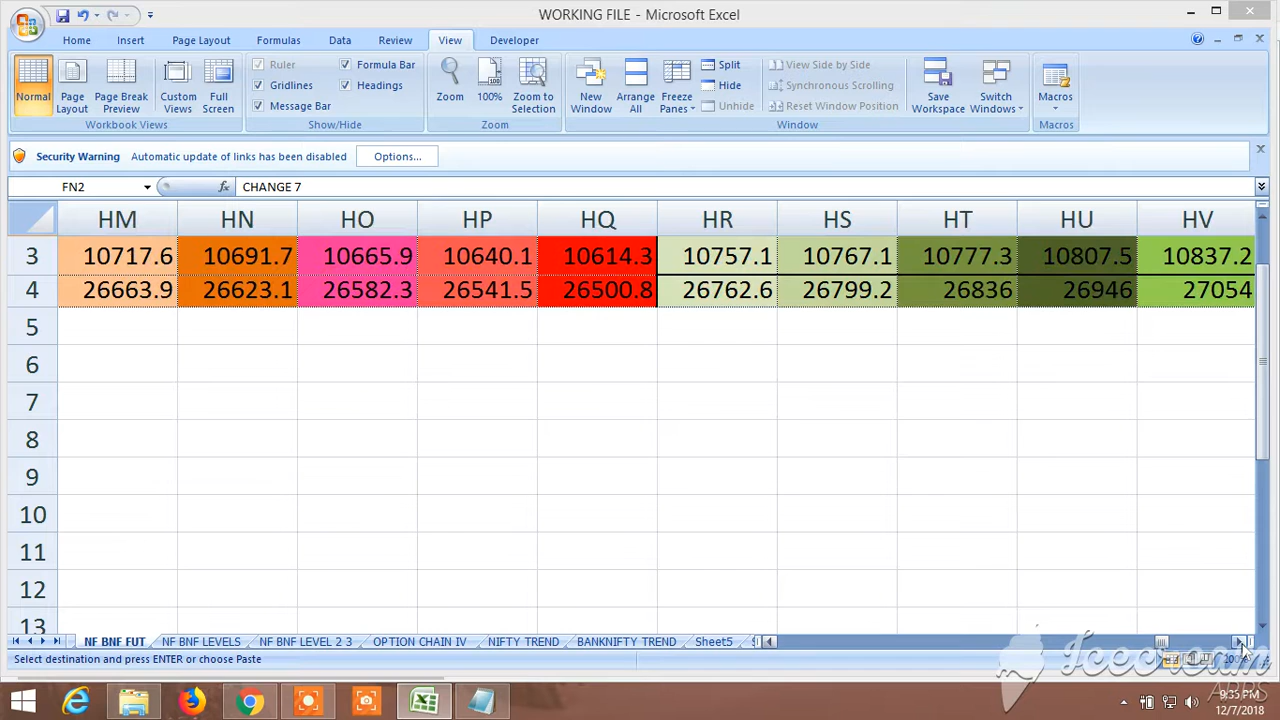 WORKING FILE - Microsoft Excel
Home Insert Page Layout Formulas Data Review View Developer
Normal Page Layout Page Break Preview Custom Views Full Screen
Workbook Views
Ruler Formula Bar
Gridlines Headings
Message Bar
Show/Hide
Zoom 100% Zoom to Selection
Zoom
New Window Arrange All Freeze Panes
Split
Hide
Unhide
View Side by Side
Synchronous Scrolling
Reset Window Position
Window
Save Workspace Switch Windows
Macros
Macros
Security Warning Automatic update of links has been disabled Options...
FN2 fx CHANGE 7
HM HN HO HP HQ HR HS HT HU HV
3 10717.6 10691.7 10665.9 10640.1 10614.3 10757.1 10767.1 10777.3 10807.5 10837.2
4 26663.9 26623.1 26582.3 26541.5 26500.8 26762.6 26799.2 26836 26946 27054
5
6
7
8
9
10
11
12
13
NF BNF FUT NF BNF LEVELS NF BNF LEVEL 2 3 OPTION CHAIN IV NIFTY TREND BANKNIFTY TREND Sheet5
Select destination and press ENTER or choose Paste
Icecream
APPS
9:35 PM
12/7/2018